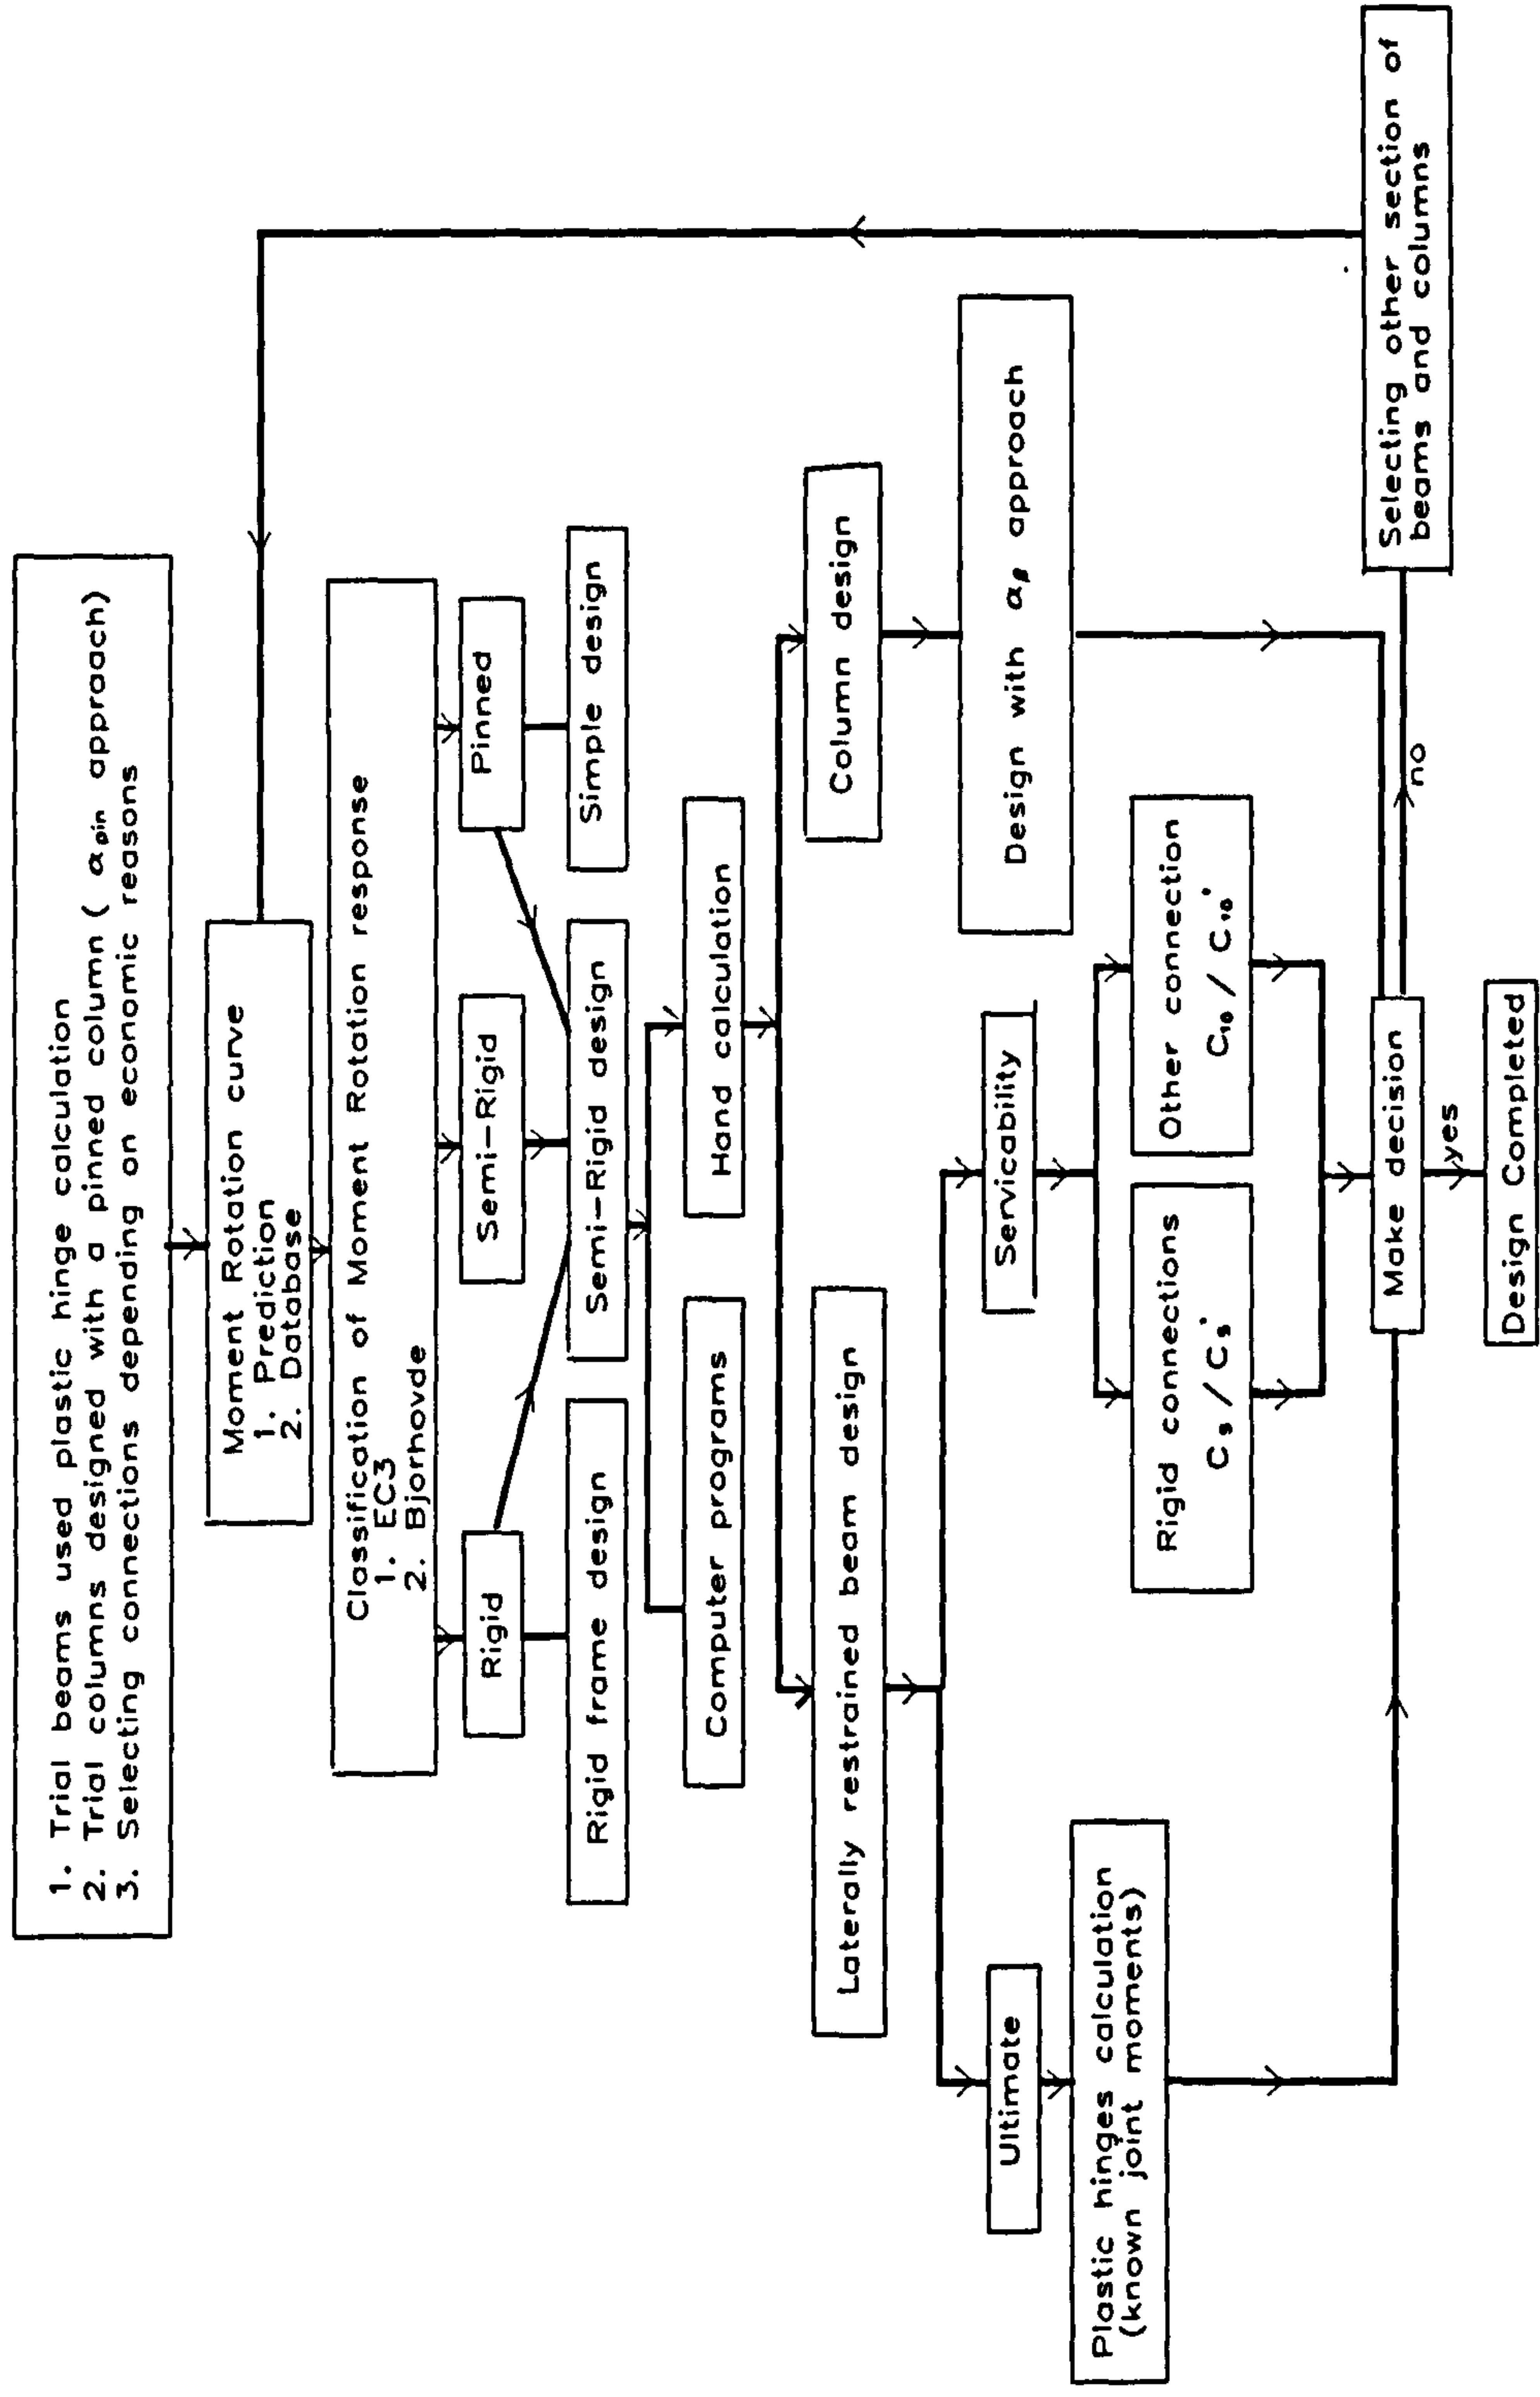 1. Trial beams used plastic hinge calculation
2. Trial columns designed with a pinned column ( αpin approach)
3. Selecting connections depending on economic reasons
Moment Rotation curve
1. Prediction
2. Database
Classification of Moment Rotation response
1. EC3
2. Bjorhovde
Rigid
Semi-Rigid
Pinned
Rigid frame design
Semi-Rigid design
Simple design
Computer programs
Hand calculation
Laterally restrained beam design
Column design
Ultimate
Servicability
Design with αβ approach
Plastic hinges calculation
(known joint moments)
Rigid connections
C₅ / C₅'
Other connection
C₁₀ / C₁₀'
Make decision
no
Selecting other section of
beams and columns
yes
Design Completed